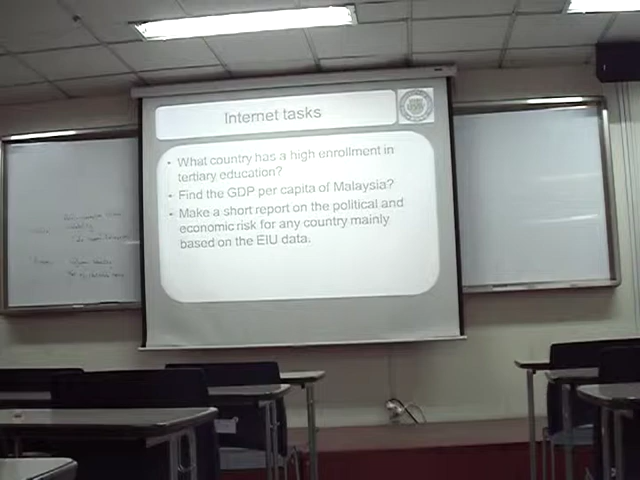 Internet tasks
• What country has a high enrollment in
tertiary education?
• Find the GDP per capita of Malaysia?
• Make a short report on the political and
economic risk for any country mainly
based on the EIU data.